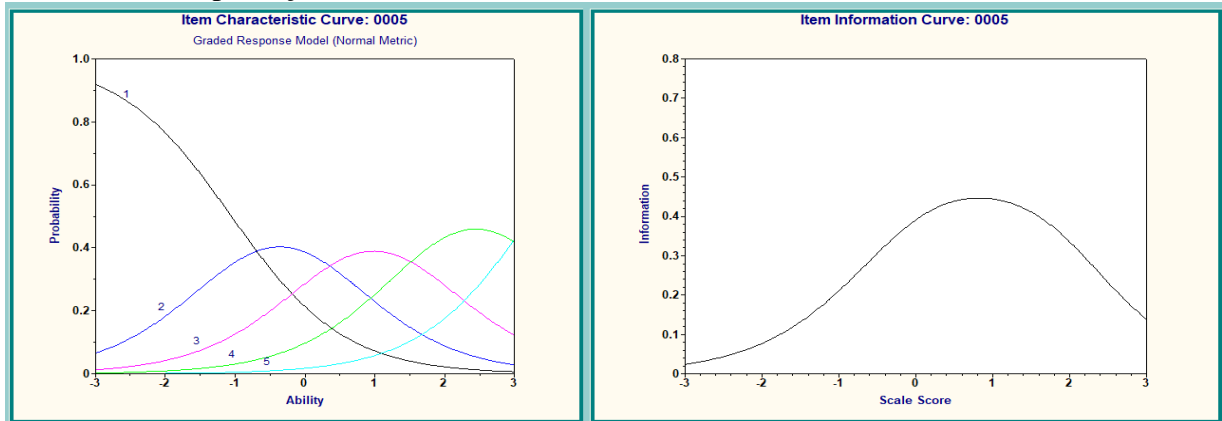 Item Characteristic Curve: 0005
Graded Response Model (Normal Metric)
1.0
0.8
0.6
0.4
0.2
0
Probability
1
2
3
4
5
-3 -2 -1 0 1 2 3
Ability
Item Information Curve: 0005
0.8
0.7
0.6
0.5
0.4
0.3
0.2
0.1
0
Information
-3 -2 -1 0 1 2 3
Scale Score